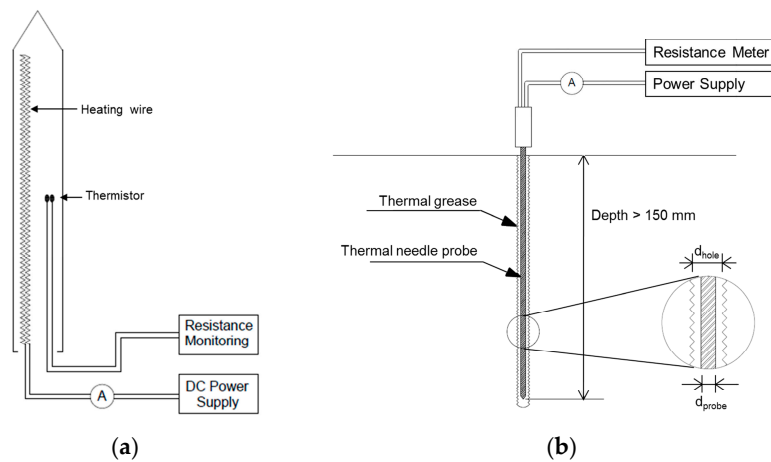 Heating wire
Thermistor
Resistance
Monitoring
A
DC Power
Supply
(a)
Resistance Meter
A
Power Supply
Thermal grease
Thermal needle probe
Depth > 150 mm
dhole
dprobe
(b)